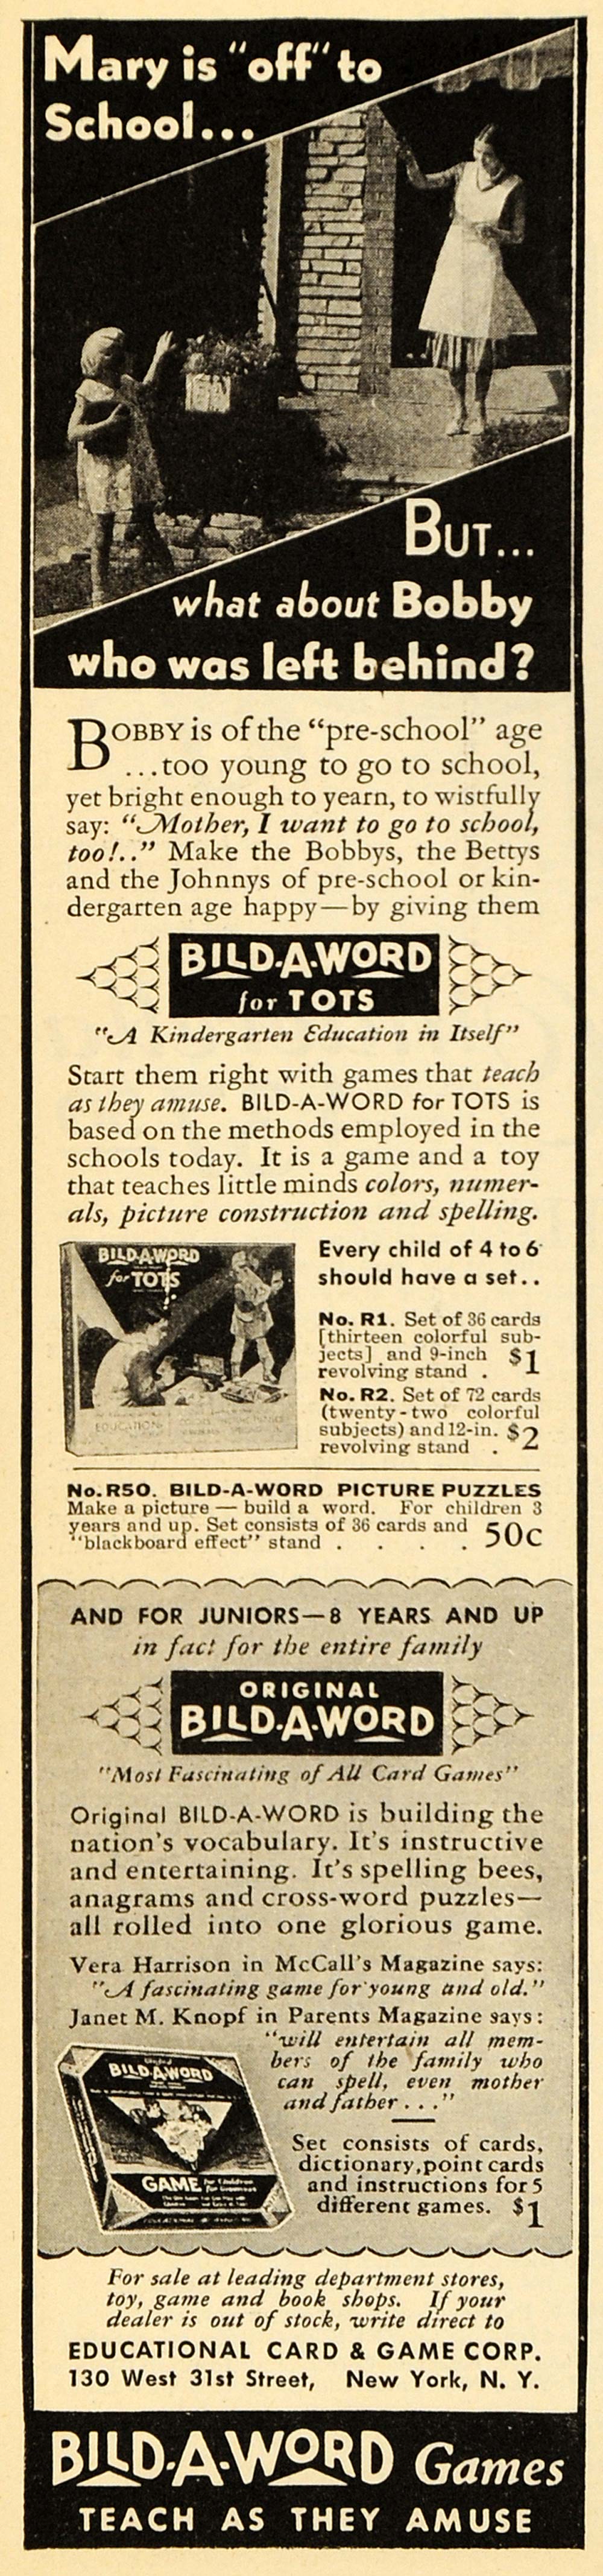 Mary is "off" to
School...
BUT...
what about Bobby
who was left behind?
BOBBY is of the "pre-school" age
...too young to go to school,
yet bright enough to yearn, to wistfully
say: "Mother, I want to go to school,
too!.." Make the Bobbys, the Bettys
and the Johnnys of pre-school or kin-
dergarten age happy—by giving them
BILD-A-WORD
for TOTS
"A Kindergarten Education in Itself"
Start them right with games that teach
as they amuse. BILD-A-WORD for TOTS is
based on the methods employed in the
schools today. It is a game and a toy
that teaches little minds colors, numer-
als, picture construction and spelling.
BILD-A-WORD
for TOTS
EDUCATION
Every child of 4 to 6
should have a set..
No. R1. Set of 36 cards
[thirteen colorful sub-
jects] and 9-inch $1
revolving stand .
No. R2. Set of 72 cards
(twenty-two colorful
subjects) and 12-in. $2
revolving stand .
No. R50. BILD-A-WORD PICTURE PUZZLES
Make a picture — build a word. For children 3
years and up. Set consists of 36 cards and 50c
"blackboard effect" stand . . . .
AND FOR JUNIORS—8 YEARS AND UP
in fact for the entire family
ORIGINAL
BILD-A-WORD
"Most Fascinating of All Card Games"
Original BILD-A-WORD is building the
nation's vocabulary. It's instructive
and entertaining. It's spelling bees,
anagrams and cross-word puzzles—
all rolled into one glorious game.
Vera Harrison in McCall's Magazine says:
"A fascinating game for young and old."
Janet M. Knopf in Parents Magazine says:
"will entertain all mem-
bers of the family who
can spell, even mother
and father . . ."
BILD-A-WORD
GAME for Children
for Grownups
Set consists of cards,
dictionary, point cards
and instructions for 5
different games. $1
For sale at leading department stores,
toy, game and book shops. If your
dealer is out of stock, write direct to
EDUCATIONAL CARD & GAME CORP.
130 West 31st Street, New York, N. Y.
BILD-A-WORD Games
TEACH AS THEY AMUSE